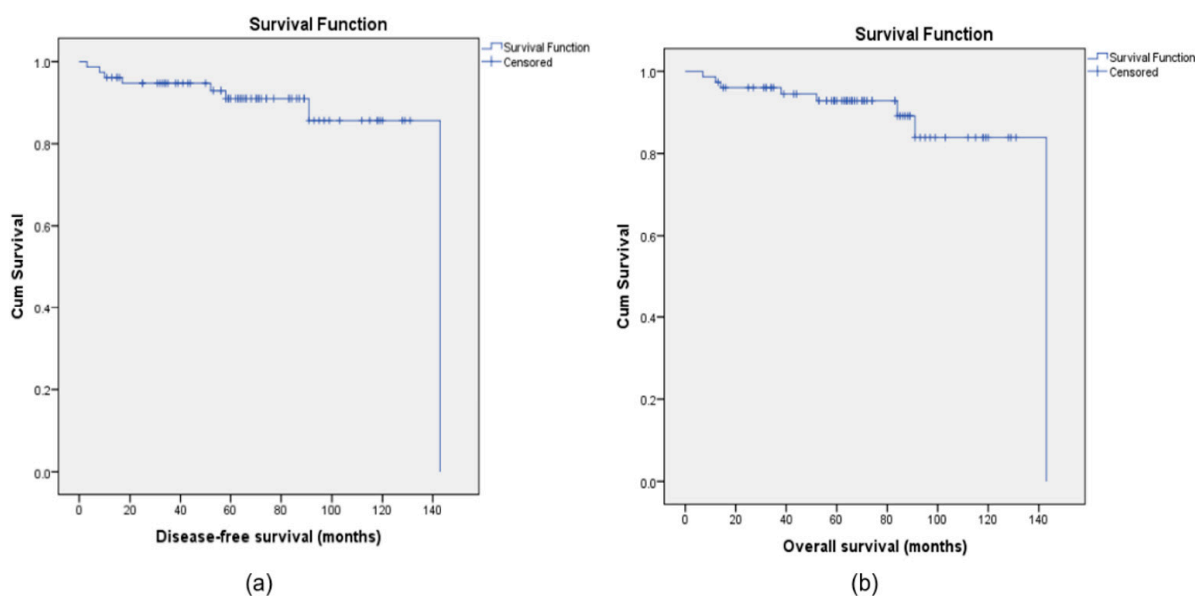 Survival Function
Survival Function
Censored
1.0
0.8
0.6
0.4
0.2
0.0
Cum Survival
0 20 40 60 80 100 120 140
Disease-free survival (months)
(a)
Survival Function
Survival Function
Censored
1.0
0.8
0.6
0.4
0.2
0.0
Cum Survival
0 20 40 60 80 100 120 140
Overall survival (months)
(b)